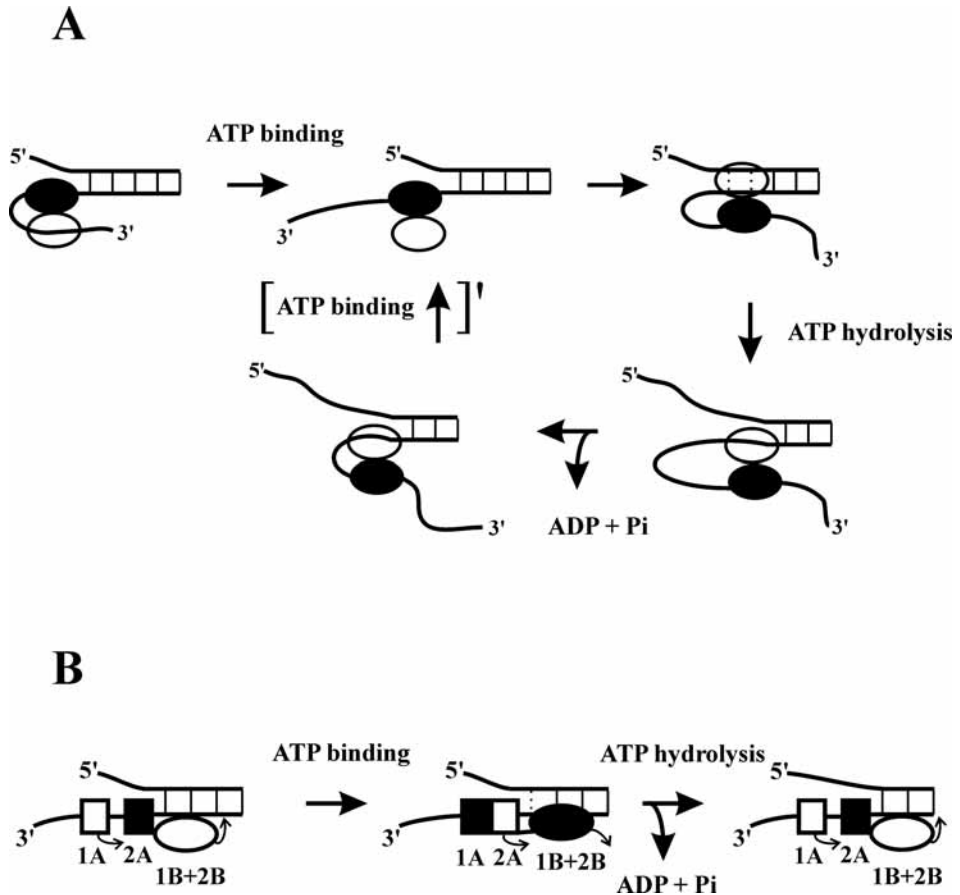 A
ATP binding
5'
3'
3'
5'
3'
[ATP binding]'
ATP hydrolysis
5'
5'
ADP + Pi
3'
3'
B
ATP binding
ATP hydrolysis
5'
5'
5'
3'
3'
3'
1A 2A
1A 2A 1B+2B
1A 2A
1B+2B
1B+2B
ADP + Pi